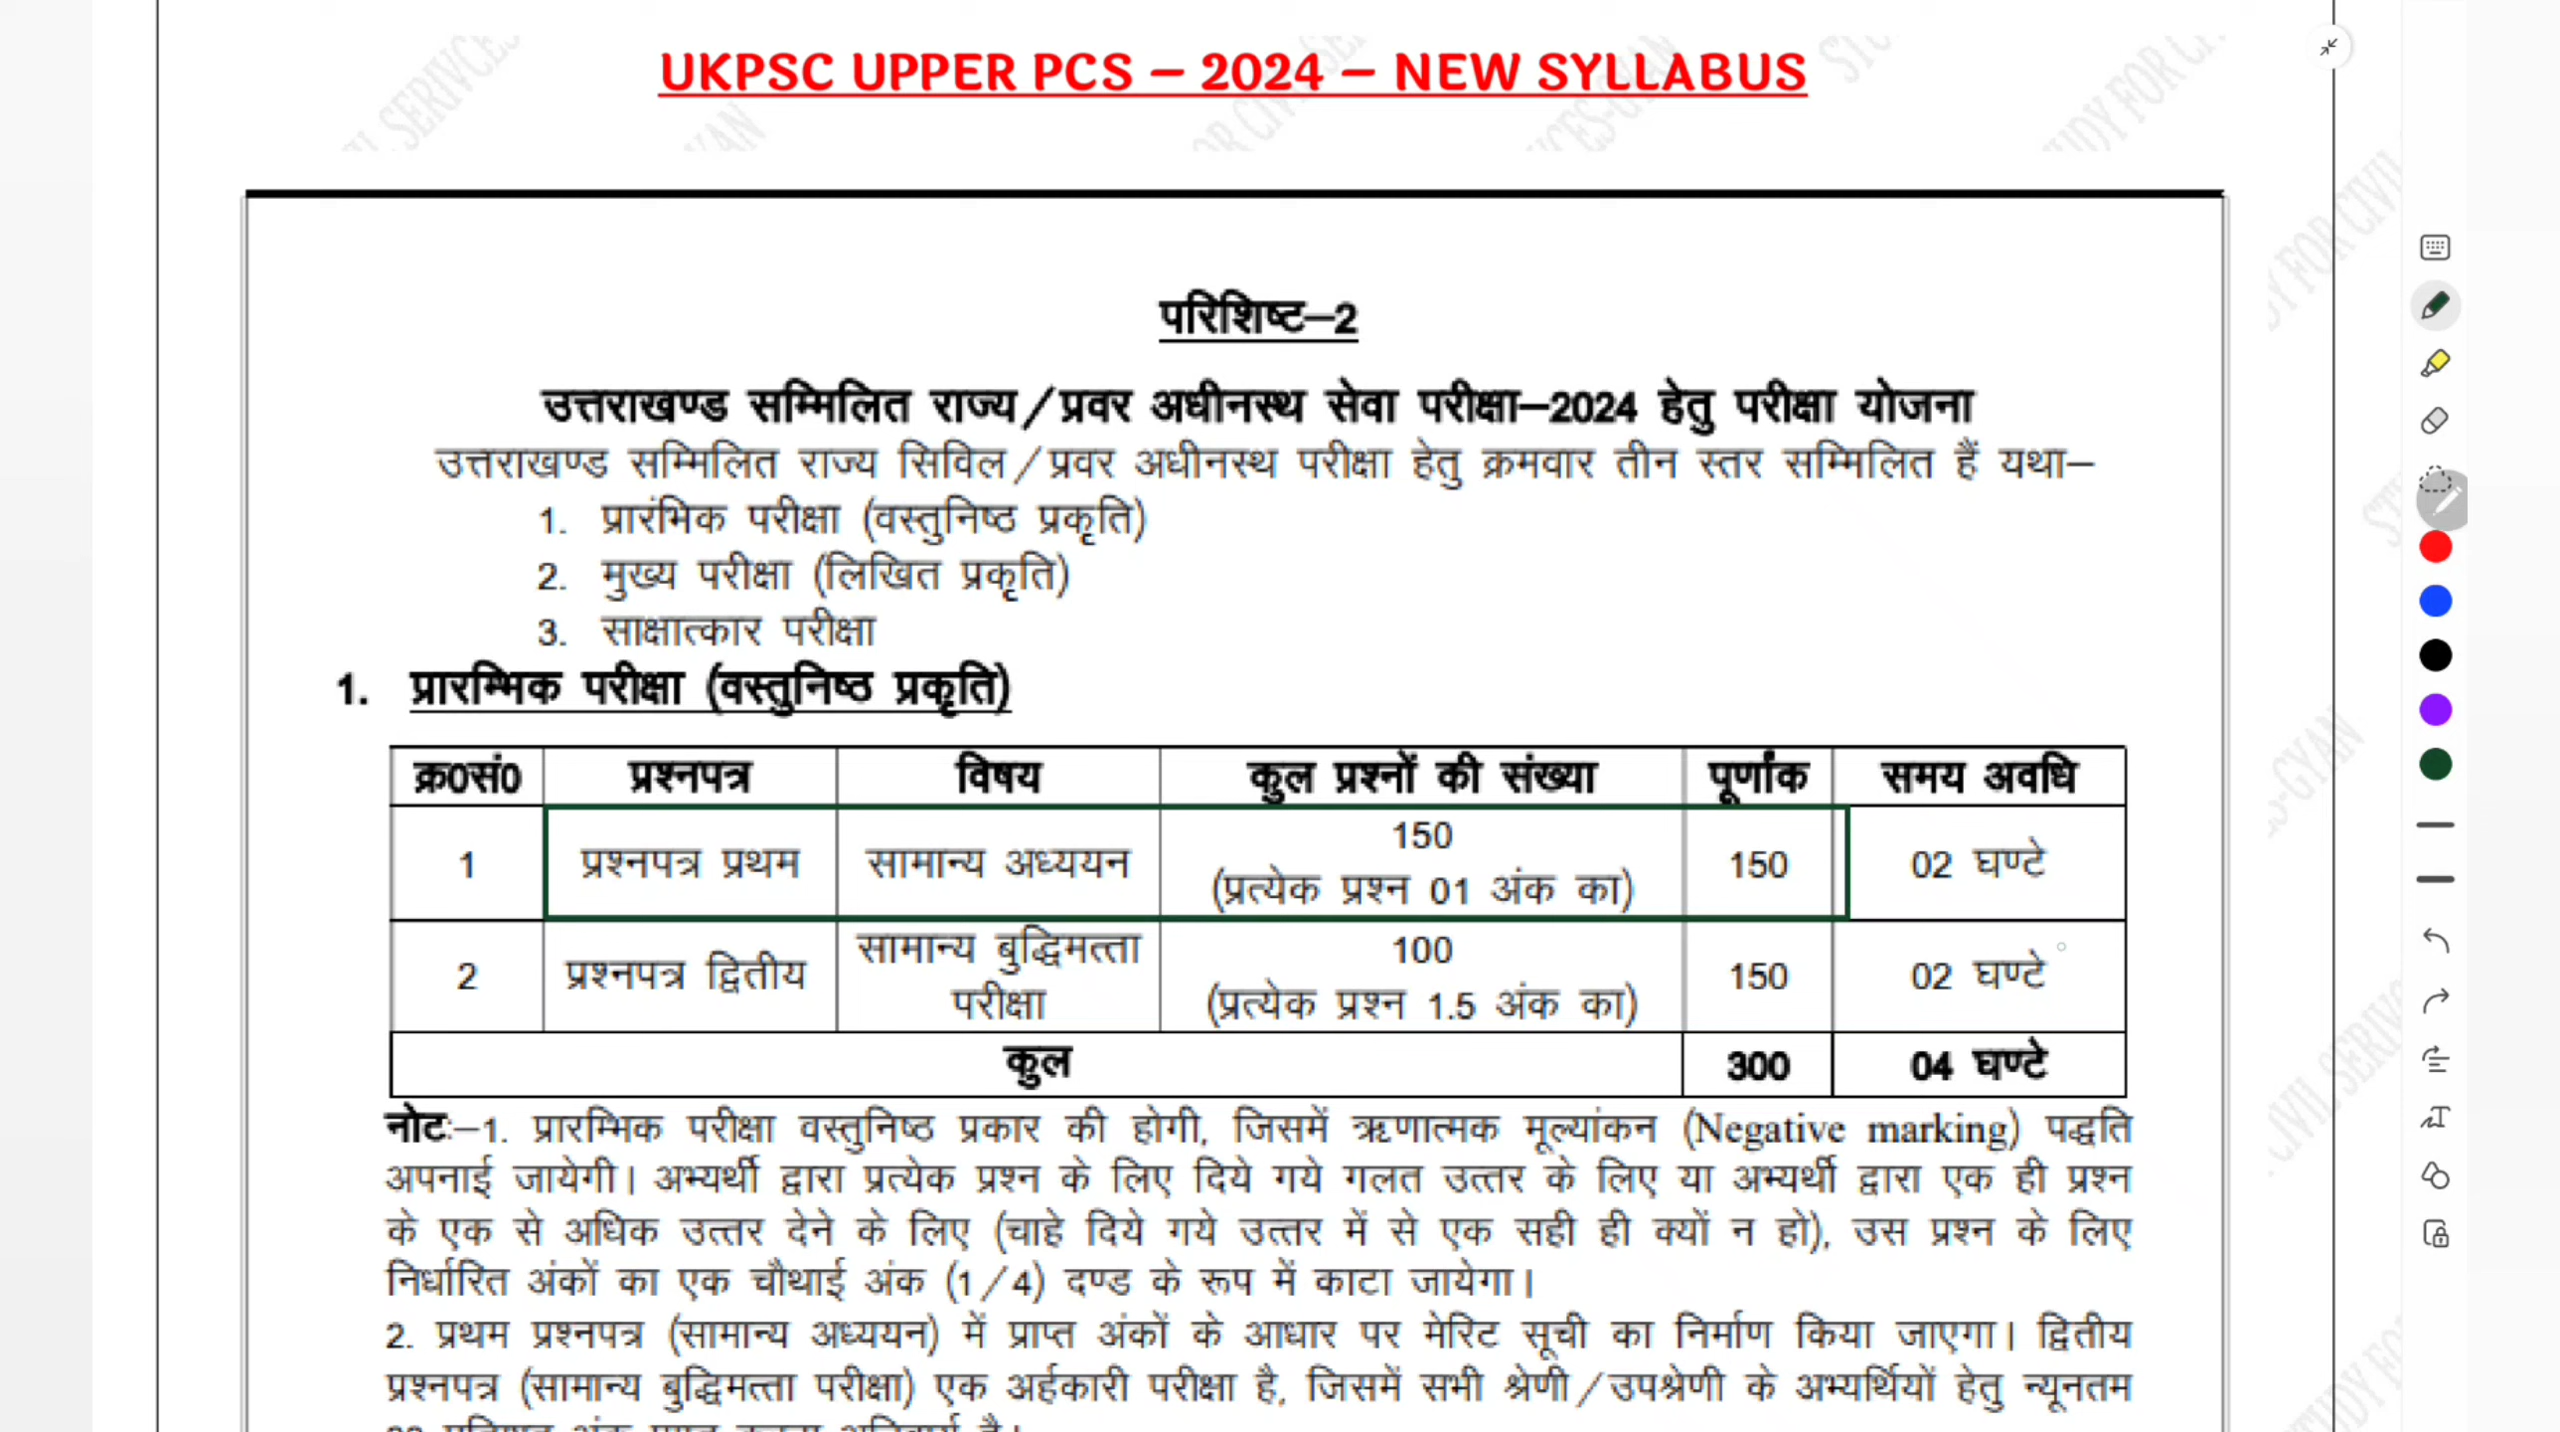 UKPSC UPPER PCS – 2024 – NEW SYLLABUS
परिशिष्ट–2
उत्तराखण्ड सम्मिलित राज्य/प्रवर अधीनस्थ सेवा परीक्षा–2024 हेतु परीक्षा योजना
उत्तराखण्ड सम्मिलित राज्य सिविल/प्रवर अधीनस्थ परीक्षा हेतु क्रमवार तीन स्तर सम्मिलित हैं यथा–
1. प्रारंभिक परीक्षा (वस्तुनिष्ठ प्रकृति)
2. मुख्य परीक्षा (लिखित प्रकृति)
3. साक्षात्कार परीक्षा
1. प्रारम्भिक परीक्षा (वस्तुनिष्ठ प्रकृति)
क्र0सं0 प्रश्नपत्र विषय कुल प्रश्नों की संख्या पूर्णांक समय अवधि
1 प्रश्नपत्र प्रथम सामान्य अध्ययन 150 (प्रत्येक प्रश्न 01 अंक का) 150 02 घण्टे
2 प्रश्नपत्र द्वितीय सामान्य बुद्धिमत्ता परीक्षा 100 (प्रत्येक प्रश्न 1.5 अंक का) 150 02 घण्टे
कुल 300 04 घण्टे
नोटः–1. प्रारम्भिक परीक्षा वस्तुनिष्ठ प्रकार की होगी, जिसमें ऋणात्मक मूल्यांकन (Negative marking) पद्धति
अपनाई जायेगी। अभ्यर्थी द्वारा प्रत्येक प्रश्न के लिए दिये गये गलत उत्तर के लिए या अभ्यर्थी द्वारा एक ही प्रश्न
के एक से अधिक उत्तर देने के लिए (चाहे दिये गये उत्तर में से एक सही ही क्यों न हो), उस प्रश्न के लिए
निर्धारित अंकों का एक चौथाई अंक (1/4) दण्ड के रूप में काटा जायेगा।
2. प्रथम प्रश्नपत्र (सामान्य अध्ययन) में प्राप्त अंकों के आधार पर मेरिट सूची का निर्माण किया जाएगा। द्वितीय
प्रश्नपत्र (सामान्य बुद्धिमत्ता परीक्षा) एक अर्हकारी परीक्षा है, जिसमें सभी श्रेणी/उपश्रेणी के अभ्यर्थियों हेतु न्यूनतम